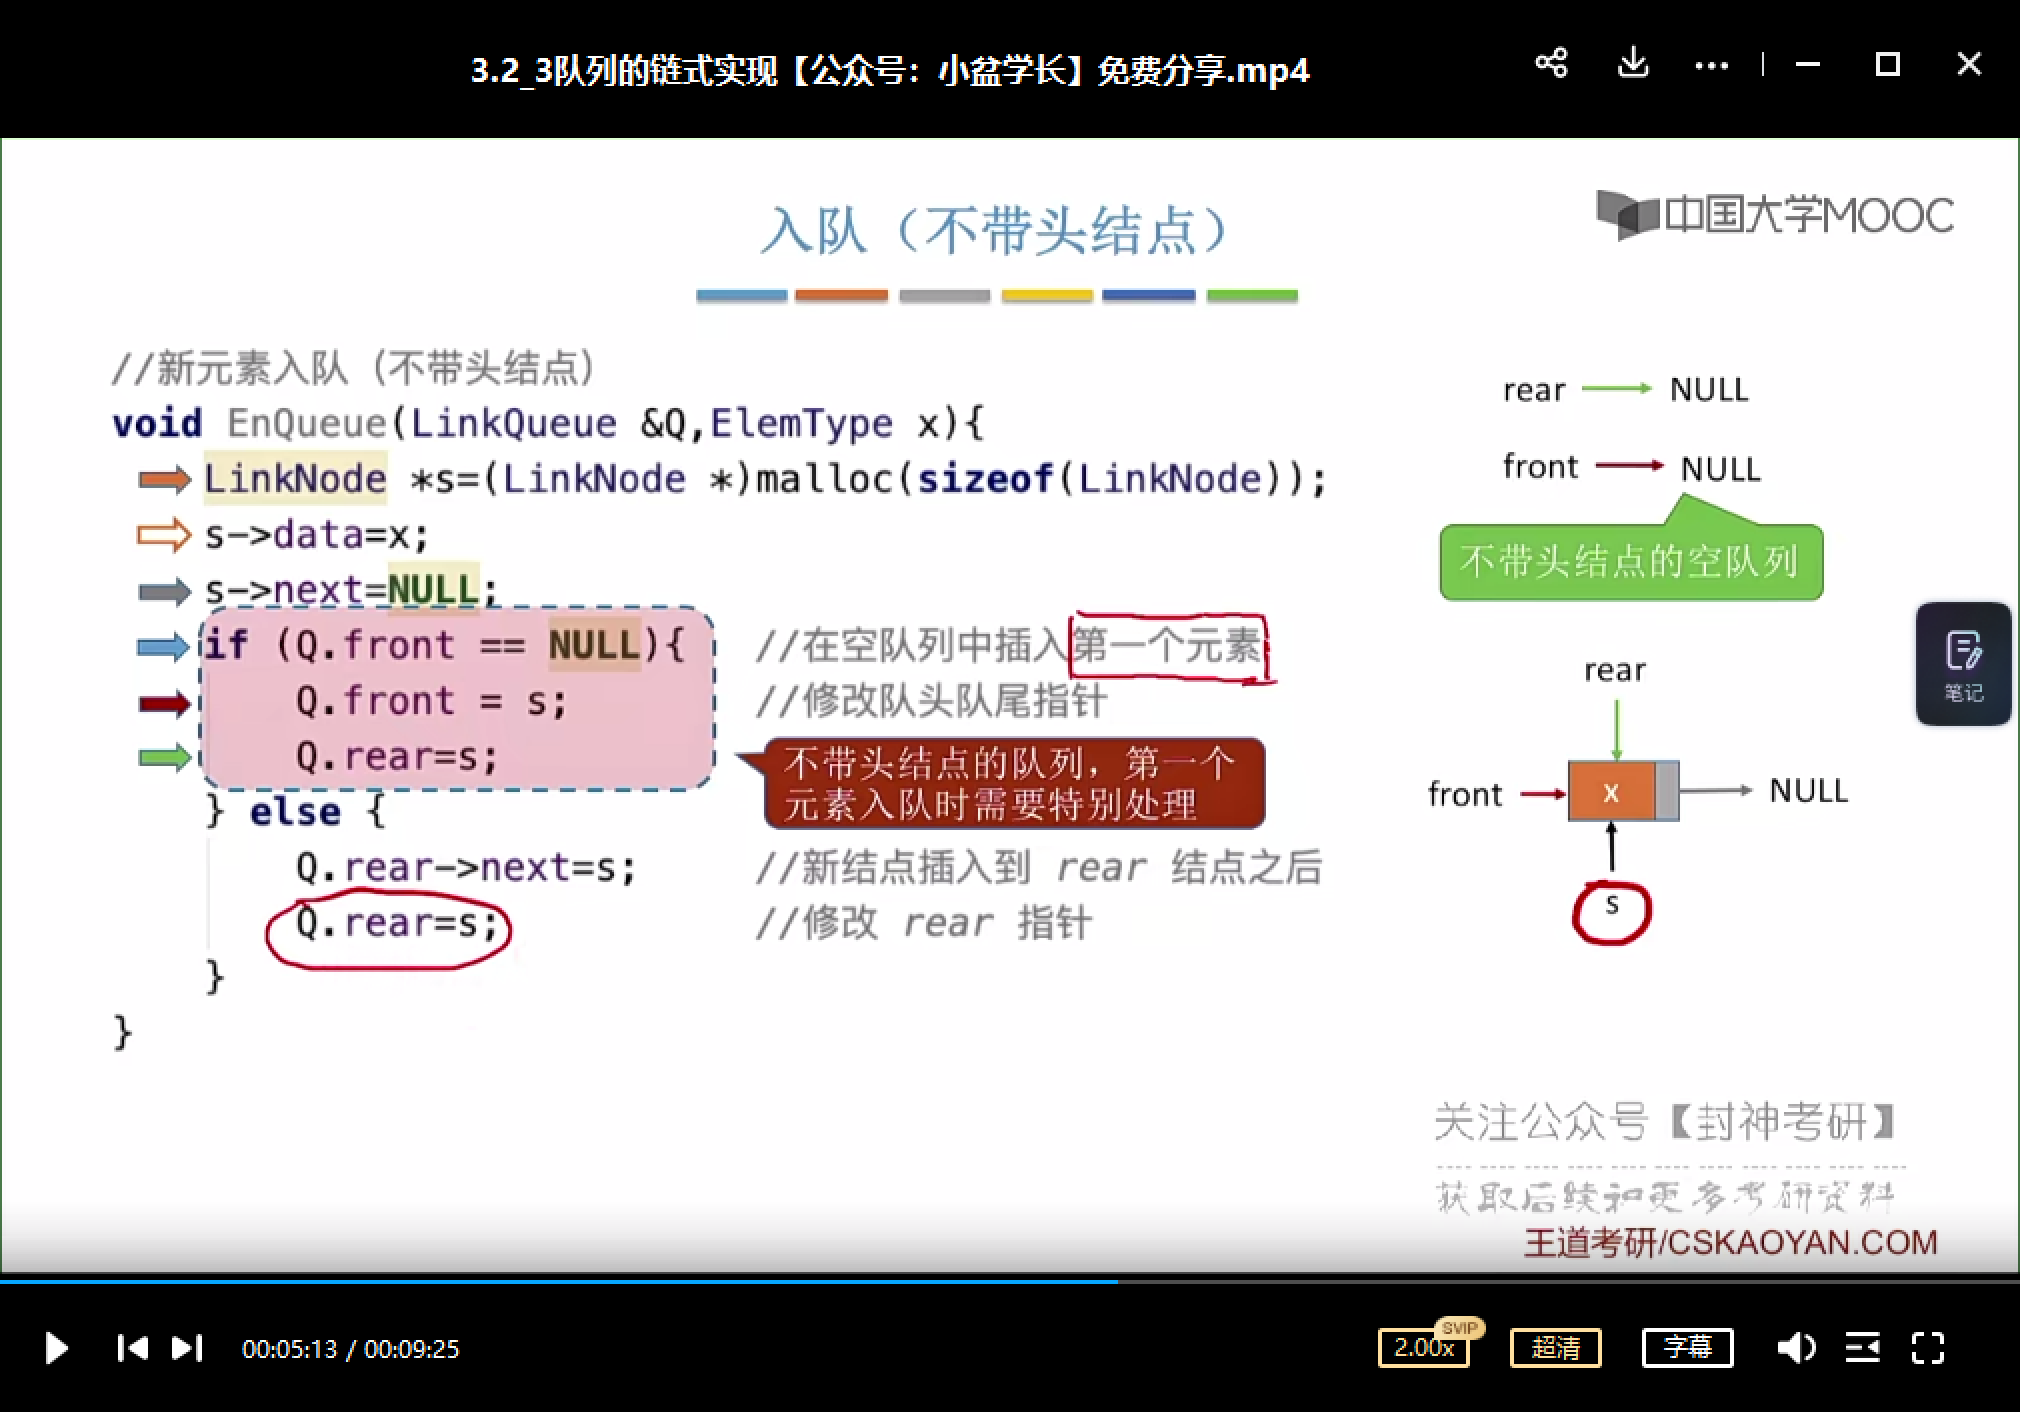 3.2_3队列的链式实现【公众号：小盆学长】免费分享.mp4
入队（不带头结点）
中国大学MOOC
//新元素入队（不带头结点）
void EnQueue(LinkQueue &Q,ElemType x){
LinkNode *s=(LinkNode *)malloc(sizeof(LinkNode));
s->data=x;
s->next=NULL;
if (Q.front == NULL){ //在空队列中插入第一个元素
Q.front = s; //修改队头队尾指针
Q.rear=s;
不带头结点的队列，第一个
元素入队时需要特别处理
} else {
Q.rear->next=s; //新结点插入到 rear 结点之后
Q.rear=s; //修改 rear 指针
}
}
rear NULL
front NULL
不带头结点的空队列
rear
front x NULL
s
笔记
关注公众号【封神考研】
获取后续和更多考研资料
王道考研/CSKAOYAN.COM
00:05:13 / 00:09:25
2.00x
SVIP
超清
字幕